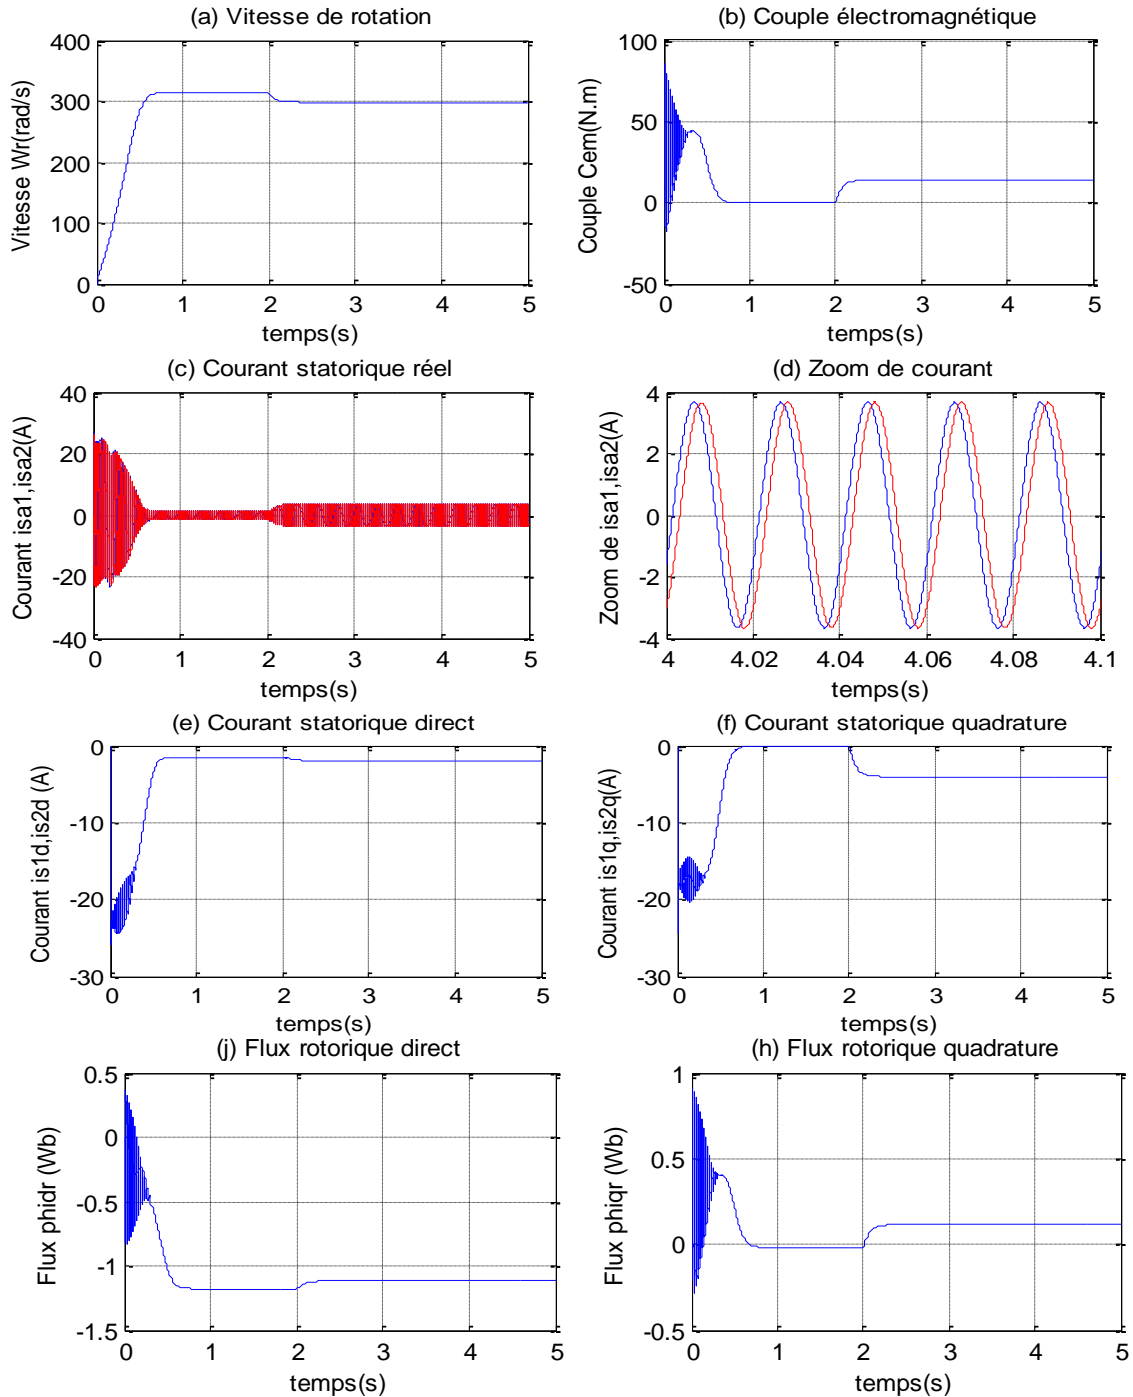 (a) Vitesse de rotation
Vitesse Wr(rad/s)
400
300
200
100
0
0 1 2 3 4 5
temps(s)
(b) Couple électromagnétique
Couple Cem(N.m)
100
50
0
-50
0 1 2 3 4 5
temps(s)
(c) Courant statorique réel
Courant isa1,isa2(A)
40
20
0
-20
-40
0 1 2 3 4 5
temps(s)
(d) Zoom de courant
Zoom de isa1,isa2(A)
4
2
0
-2
-4
4 4.02 4.04 4.06 4.08 4.1
temps(s)
(e) Courant statorique direct
Courant is1d,is2d (A)
0
-10
-20
-30
0 1 2 3 4 5
temps(s)
(f) Courant statorique quadrature
Courant is1q,is2q(A)
0
-10
-20
-30
0 1 2 3 4 5
temps(s)
(j) Flux rotorique direct
Flux phidr (Wb)
0.5
0
-0.5
-1
-1.5
0 1 2 3 4 5
temps(s)
(h) Flux rotorique quadrature
Flux phiqr (Wb)
1
0.5
0
-0.5
0 1 2 3 4 5
temps(s)